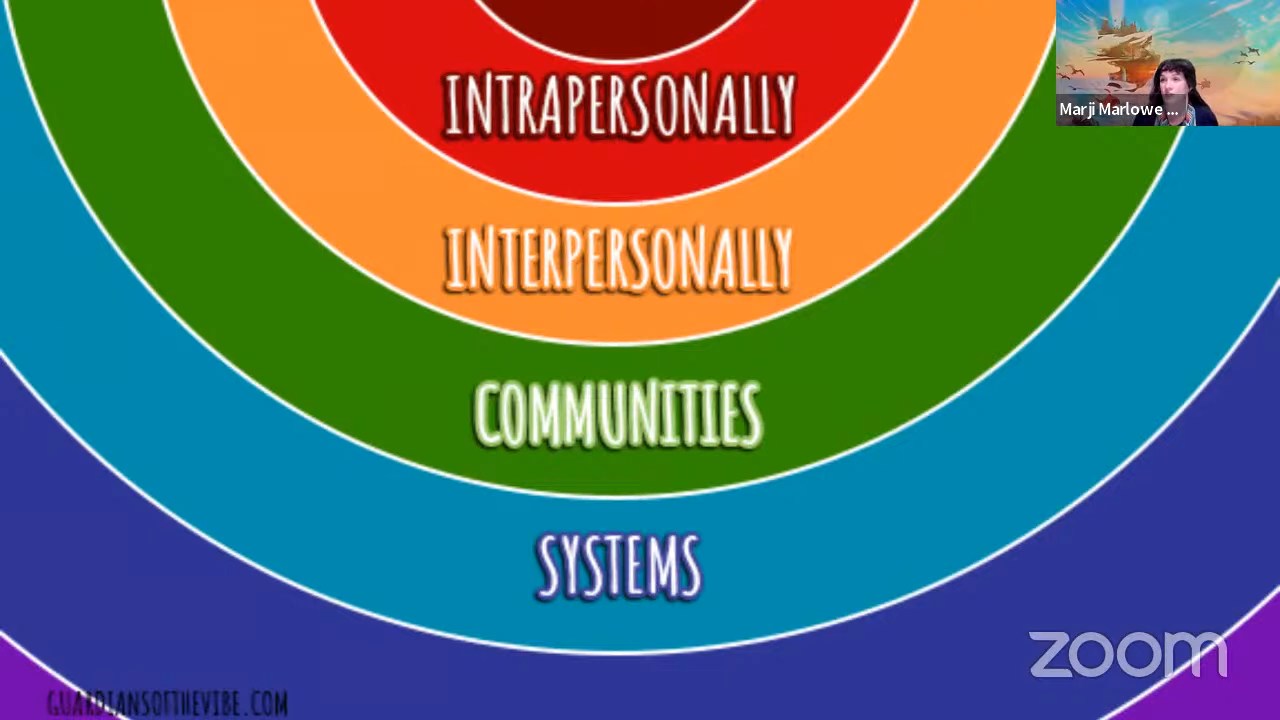 INTRAPERSONALLY
Marji Marlowe ...
INTERPERSONALLY
COMMUNITIES
SYSTEMS
zoom
GUARDIANSOFTHEVIBE.COM